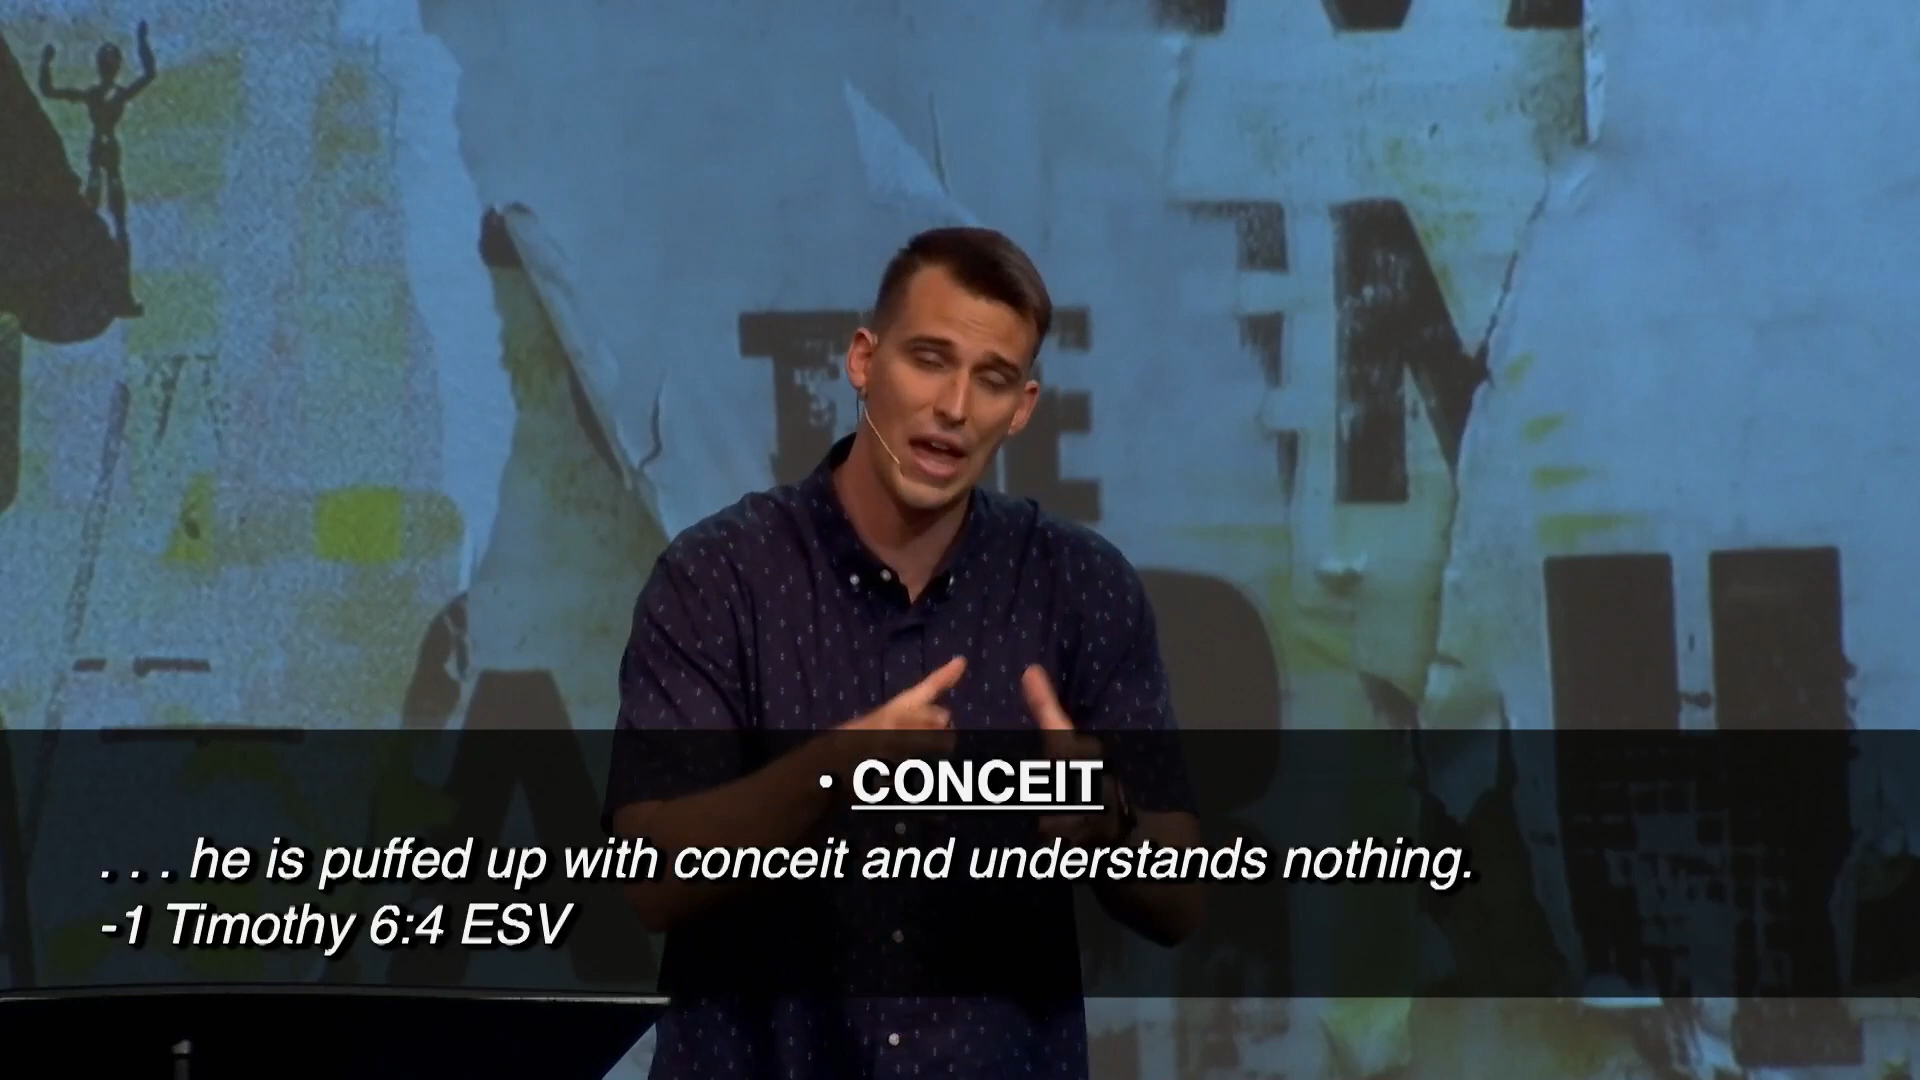 • CONCEIT
. . . he is puffed up with conceit and understands nothing.
-1 Timothy 6:4 ESV